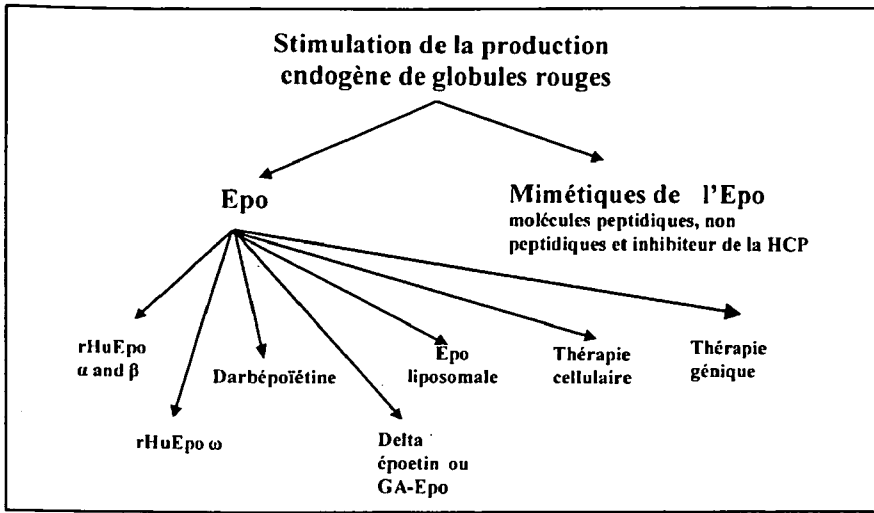 Stimulation de la production
endogène de globules rouges
Epo
Mimétiques de l'Epo
molécules peptidiques, non
peptidiques et inhibiteur de la HCP
rHuEpo
α and β
Darbépoïétine
Epo
liposomale
Thérapie
cellulaire
Thérapie
génique
rHuEpo ω
Delta
époetin ou
GA-Epo